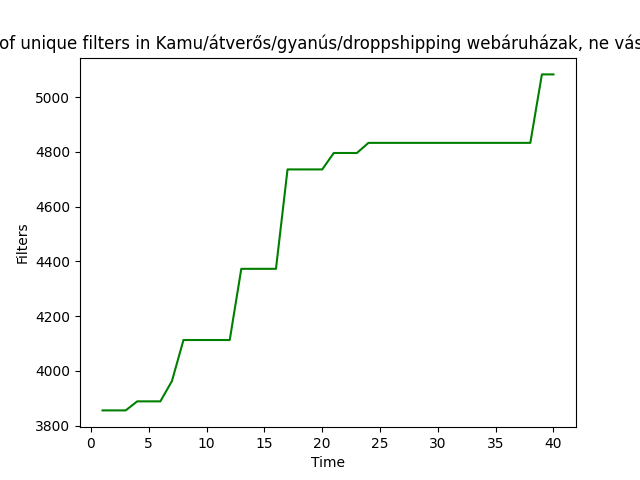 of unique filters in Kamu/átverős/gyanús/droppshipping webáruházak, ne vás
5000
4800
4600
4400
4200
4000
3800
Filters
0 5 10 15 20 25 30 35 40
Time